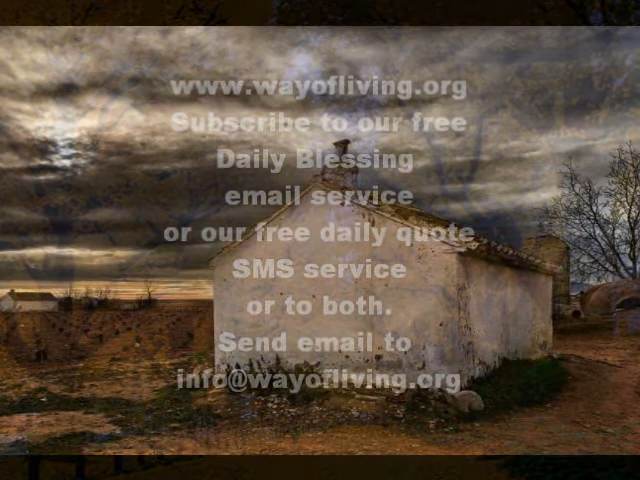 www.wayofliving.org
Subscribe to our free
Daily Blessing
email service
or our free daily quote
SMS service
or to both.
Send email to
info@wayofliving.org